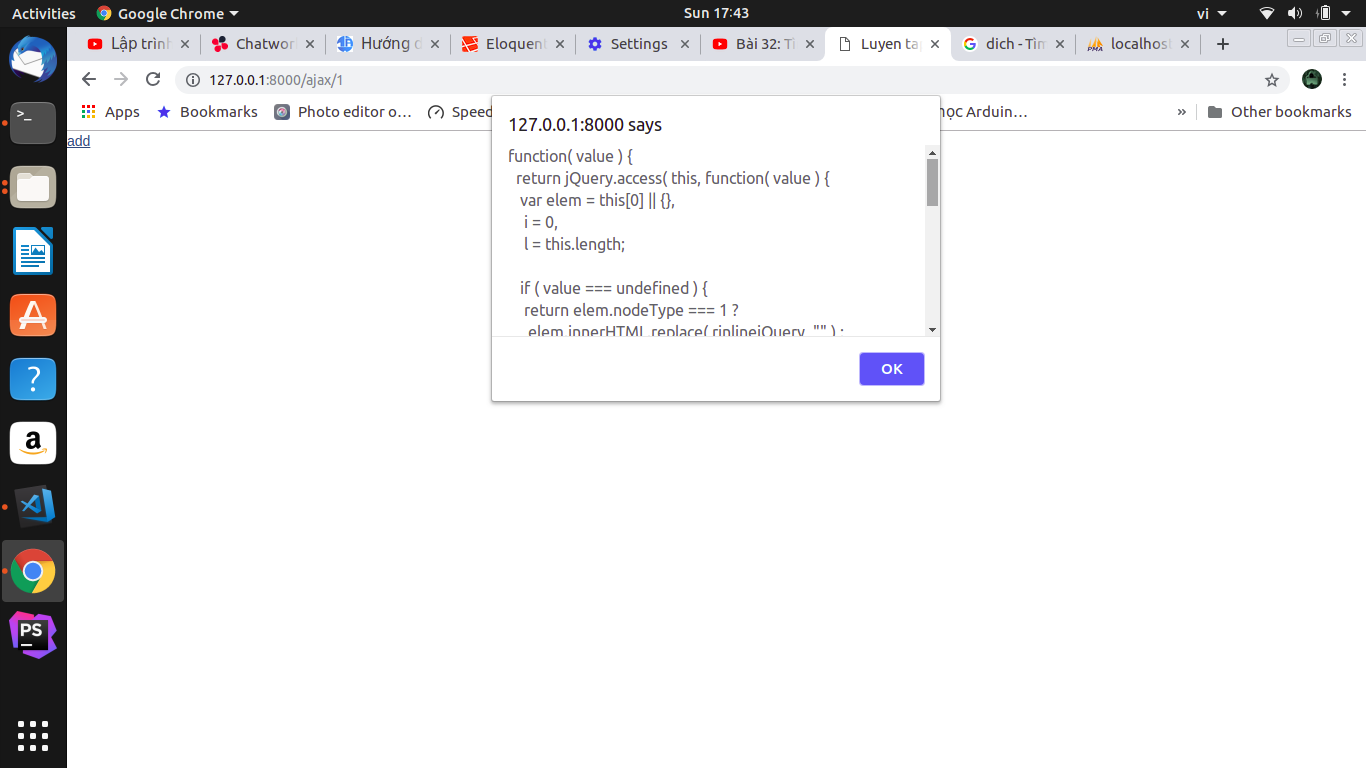 Activities Google Chrome Sun 17:43 vi
Lập trình Chatwor Hướng d Eloquent Settings Bài 32: T Luyen ta dich - Tìm localhos
127.0.0.1:8000/ajax/1
Apps Bookmarks Photo editor o... Speed học Arduin... » Other bookmarks
add
127.0.0.1:8000 says
function( value ) {
return jQuery.access( this, function( value ) {
var elem = this[0] || {},
i = 0,
l = this.length;
if ( value === undefined ) {
return elem.nodeType === 1 ?
elem.innerHTML.replace( rinlinejQuery, "" ) :
OK
>_
?
a
PS